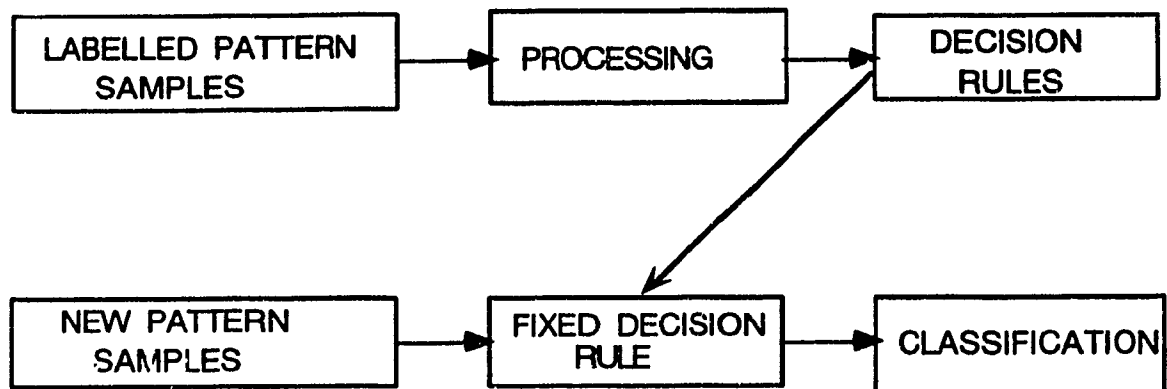 LABELLED PATTERN
SAMPLES
PROCESSING
DECISION
RULES
NEW PATTERN
SAMPLES
FIXED DECISION
RULE
CLASSIFICATION